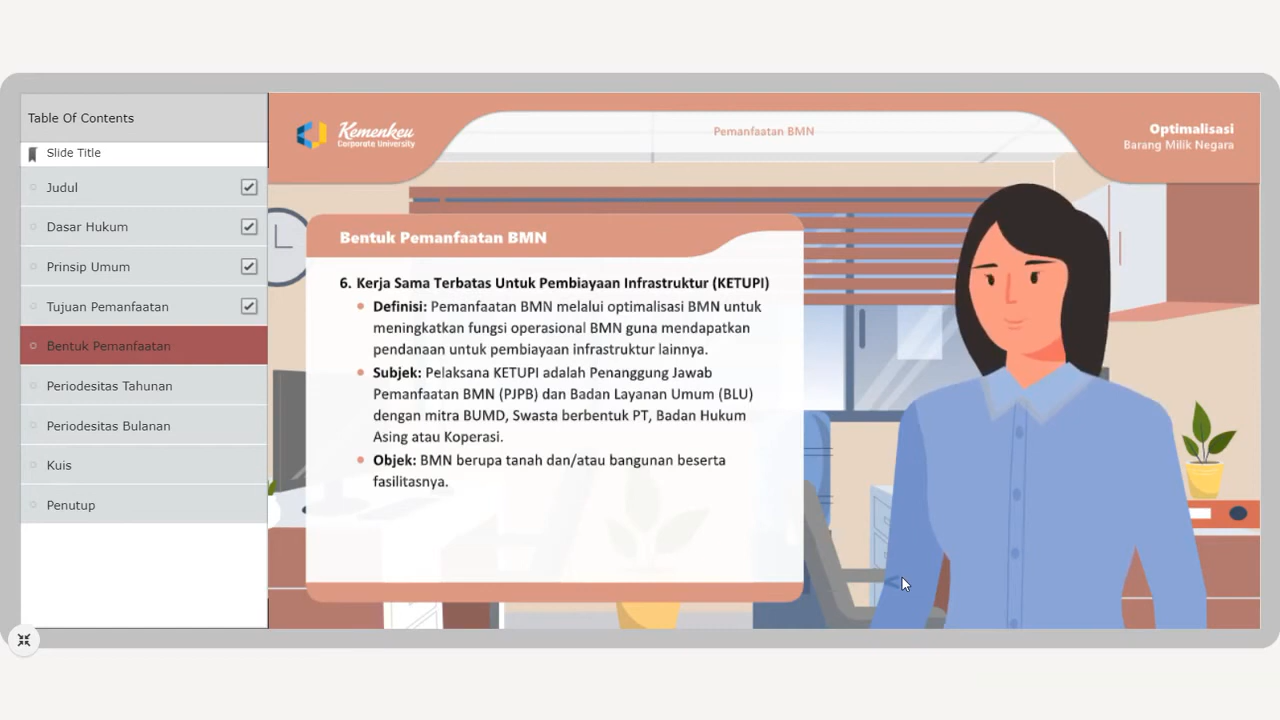 Table Of Contents
Slide Title
Judul
Dasar Hukum
Prinsip Umum
Tujuan Pemanfaatan
Bentuk Pemanfaatan
Periodesitas Tahunan
Periodesitas Bulanan
Kuis
Penutup
Kemenkeu
Corporate University
Pemanfaatan BMN
Optimalisasi
Barang Milik Negara
Bentuk Pemanfaatan BMN
6. Kerja Sama Terbatas Untuk Pembiayaan Infrastruktur (KETUPI)
Definisi: Pemanfaatan BMN melalui optimalisasi BMN untuk
meningkatkan fungsi operasional BMN guna mendapatkan
pendanaan untuk pembiayaan infrastruktur lainnya.
Subjek: Pelaksana KETUPI adalah Penanggung Jawab
Pemanfaatan BMN (PJPB) dan Badan Layanan Umum (BLU)
dengan mitra BUMD, Swasta berbentuk PT, Badan Hukum
Asing atau Koperasi.
Objek: BMN berupa tanah dan/atau bangunan beserta
fasilitasnya.